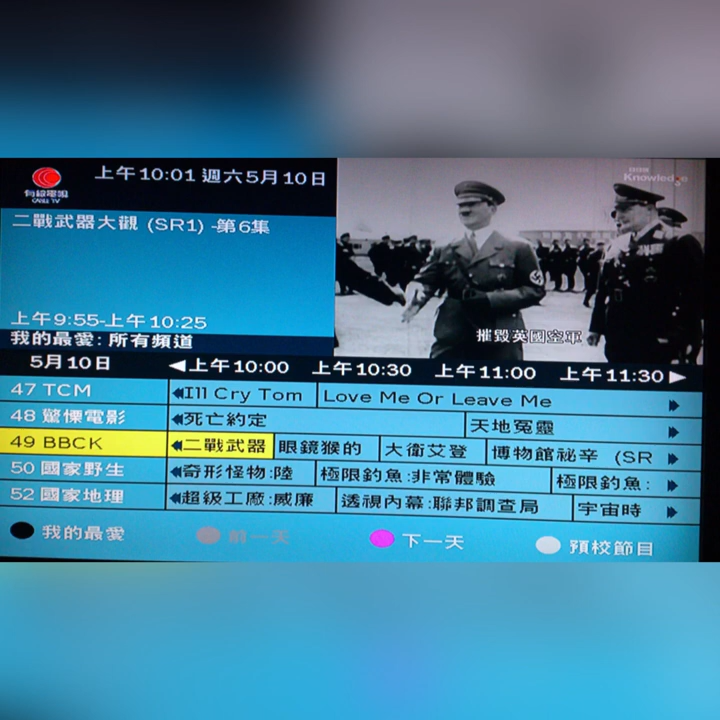 上午10:01 週六5月10日
有線電視
CABLE TV
BBC
Knowledge
二戰武器大觀 (SR1) -第6集
摧毀英國空軍
上午9:55-上午10:25
我的最愛: 所有頻道
5月10日 上午10:00 上午10:30 上午11:00 上午11:30
47 TCM I'll Cry Tom Love Me Or Leave Me
48 驚慄電影 死亡約定 天地冤靈
49 BBCK 二戰武器 眼鏡猴的 大衛艾登 博物館祕辛 (SR
50 國家野生 奇形怪物:陸 極限釣魚:非常體驗 極限釣魚:
52 國家地理 超級工廠:威廉 透視內幕:聯邦調查局 宇宙時
我的最愛 前一天 下一天 預校節目